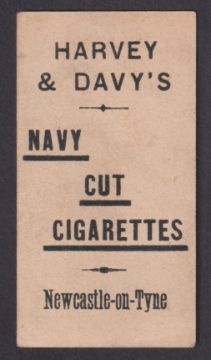 HARVEY
& DAVY'S
NAVY
CUT
CIGARETTES
Newcastle-on-Tyne